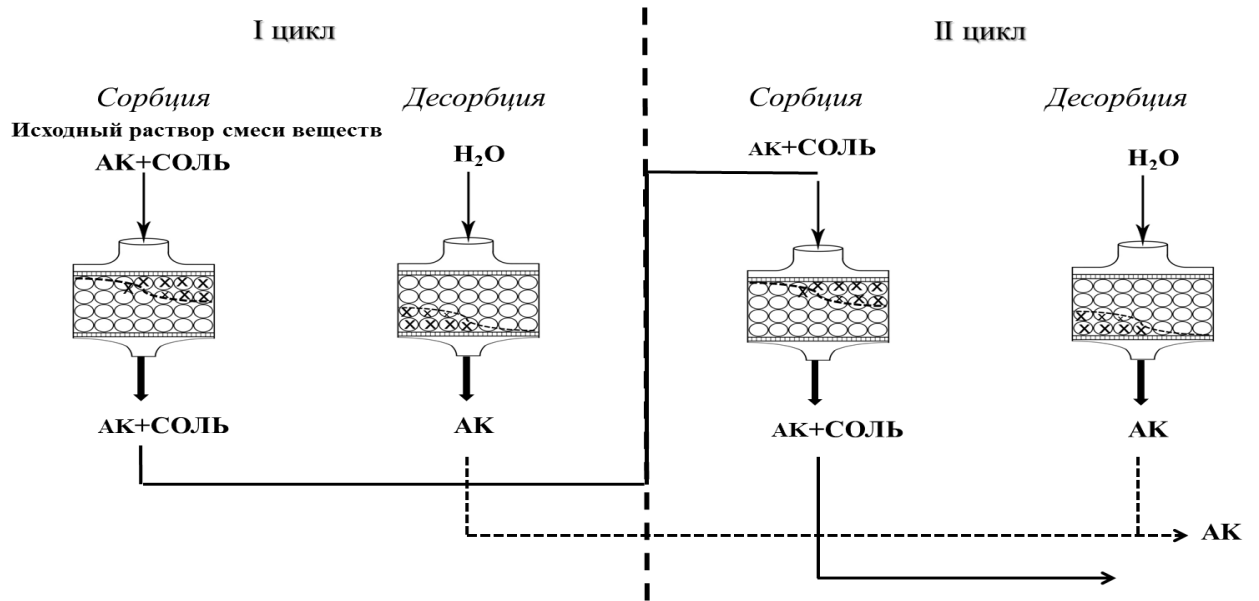 I цикл
II цикл
Сорбция
Десорбция
Сорбция
Десорбция
Исходный раствор смеси веществ
АК+СОЛЬ
H₂O
АК+СОЛЬ
H₂O
АК+СОЛЬ
АК
АК+СОЛЬ
АК
АК